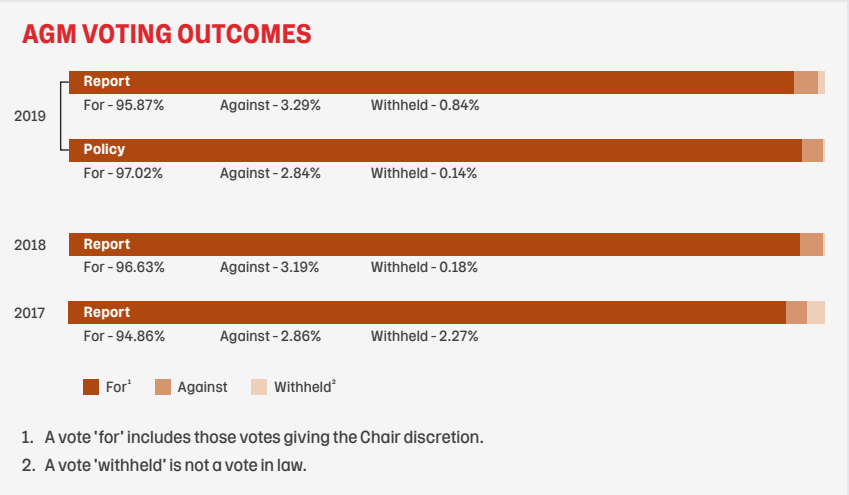 AGM VOTING OUTCOMES
Report
For - 95.87% Against - 3.29% Withheld - 0.84%
2019
Policy
For - 97.02% Against - 2.84% Withheld - 0.14%
2018 Report
For - 96.63% Against - 3.19% Withheld - 0.18%
2017 Report
For - 94.86% Against - 2.86% Withheld - 2.27%
For¹ Against Withheld²
1. A vote 'for' includes those votes giving the Chair discretion.
2. A vote 'withheld' is not a vote in law.